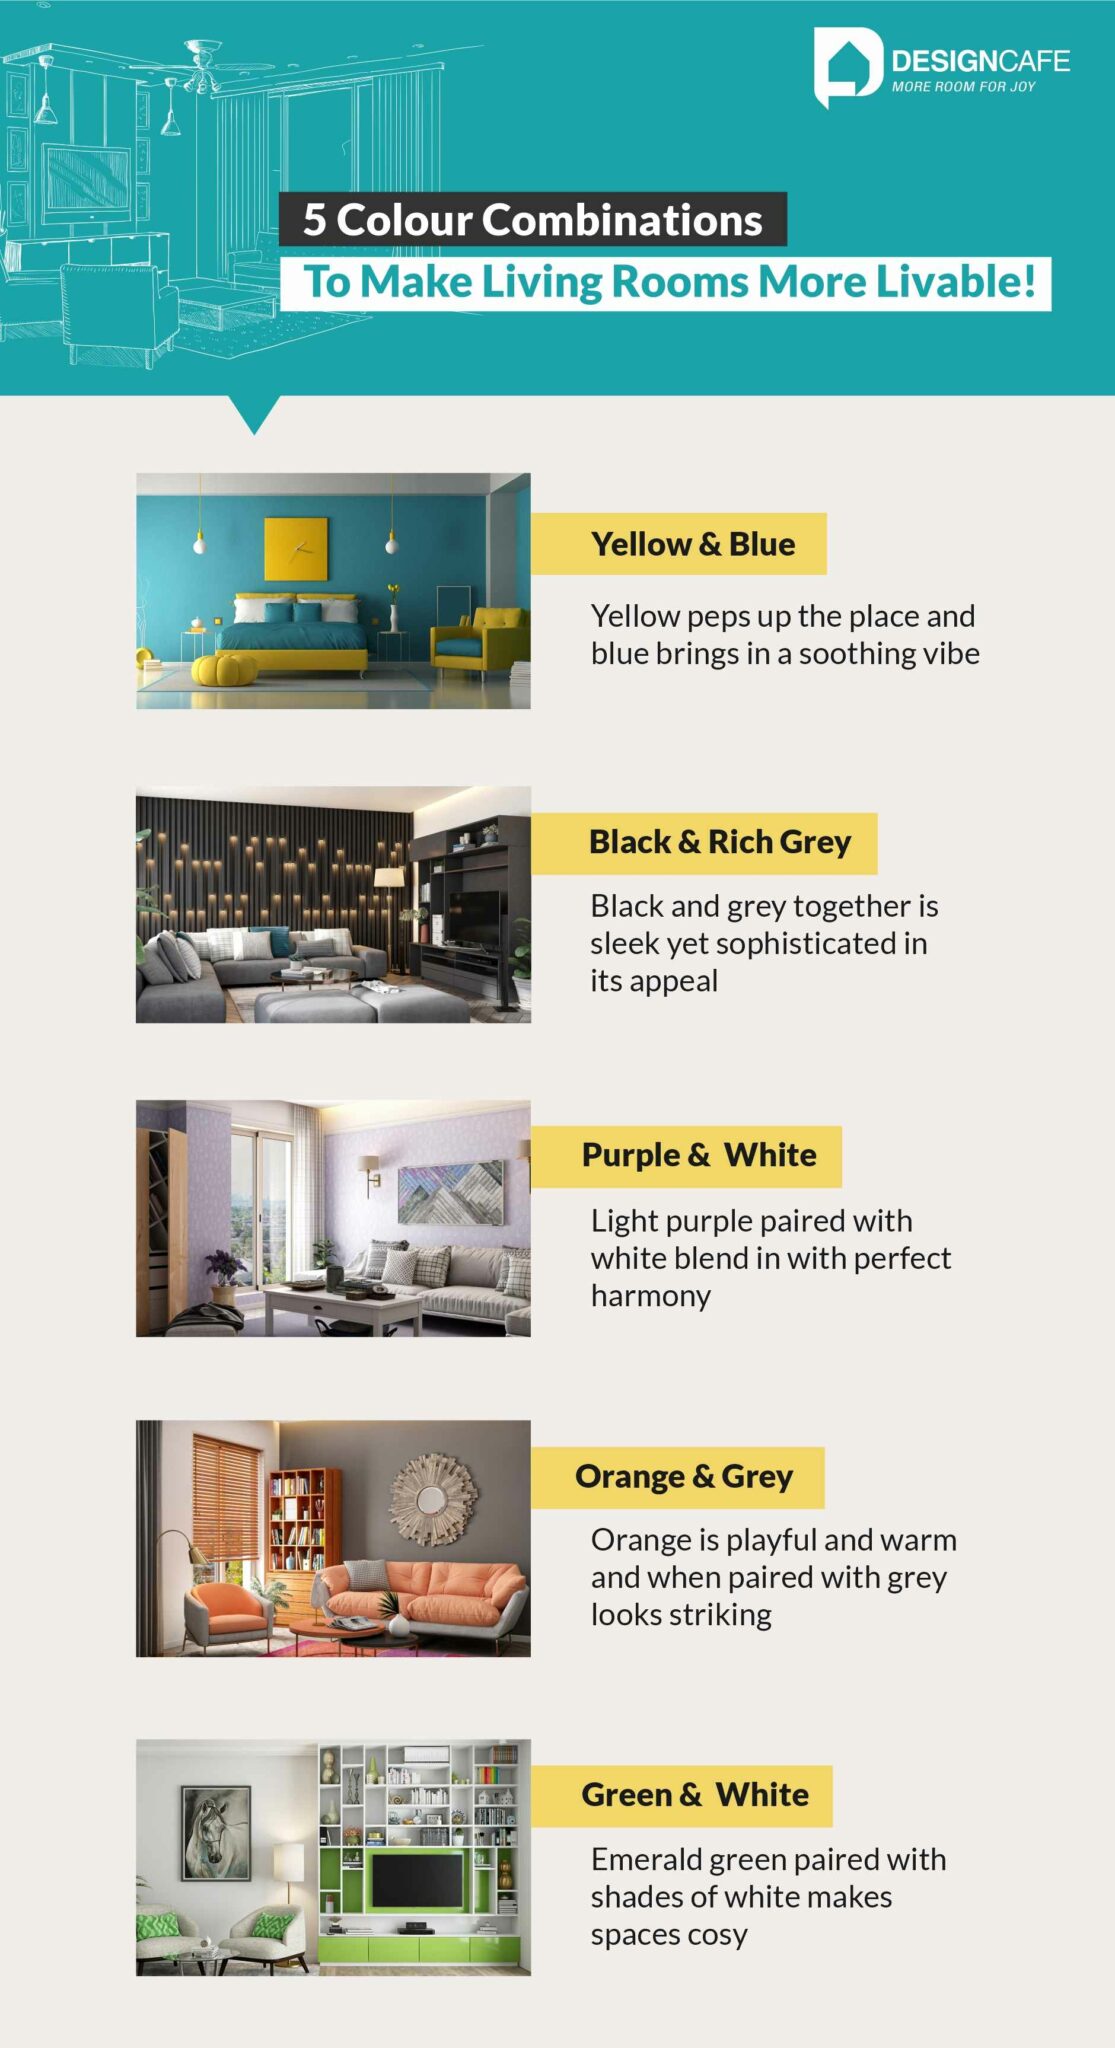 DESIGNCAFE
MORE ROOM FOR JOY
5 Colour Combinations
To Make Living Rooms More Livable!
Yellow & Blue
Yellow peps up the place and
blue brings in a soothing vibe
Black & Rich Grey
Black and grey together is
sleek yet sophisticated in
its appeal
Purple & White
Light purple paired with
white blend in with perfect
harmony
Orange & Grey
Orange is playful and warm
and when paired with grey
looks striking
Green & White
Emerald green paired with
shades of white makes
spaces cosy